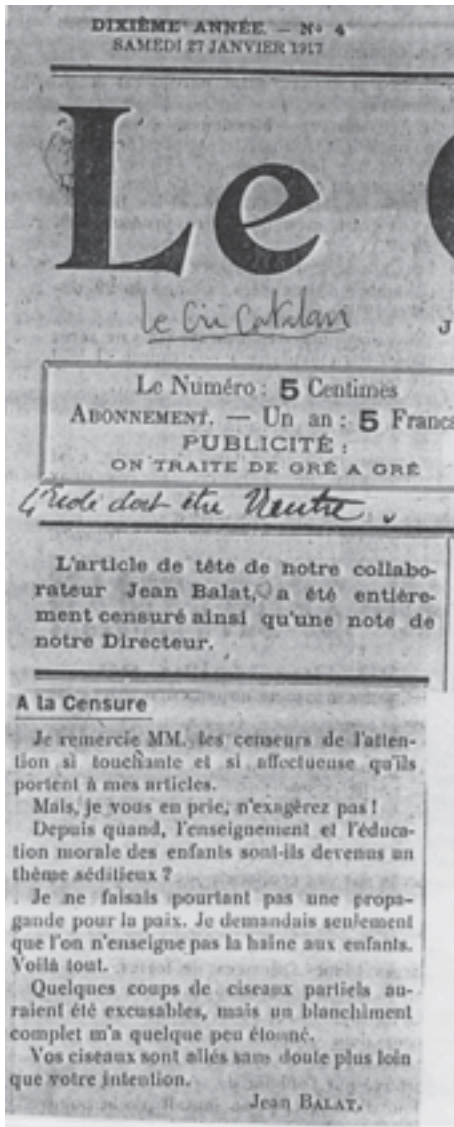 DIXIÈME ANNÉE. — N° 4
SAMEDI 27 JANVIER 1917
Le
le Cri Catalan
J
Le Numéro : 5 Centimes
ABONNEMENT. — Un an : 5 Francs
PUBLICITÉ :
ON TRAITE DE GRÉ A GRÉ
doit être Neutre.
L'article de tête de notre collabo-
rateur Jean Balat, a été entière-
ment censuré ainsi qu'une note de
notre Directeur.
A la Censure
Je remercie MM. les censeurs de l'atten-
tion si touchante et si affectueuse qu'ils
portent à mes articles.
Mais, je vous en prie, n'exagérez pas !
Depuis quand, l'enseignement et l'éduca-
tion morale des enfants sont-ils devenus un
thème séditieux ?
Je ne faisais pourtant pas une propa-
gande pour la paix. Je demandais seulement
que l'on n'enseigne pas la haine aux enfants.
Voilà tout.
Quelques coups de ciseaux partiels au-
raient été excusables, mais un blanchiment
complet m'a quelque peu étonné.
Vos ciseaux sont allés sans doute plus loin
que votre intention.
Jean BALAT.